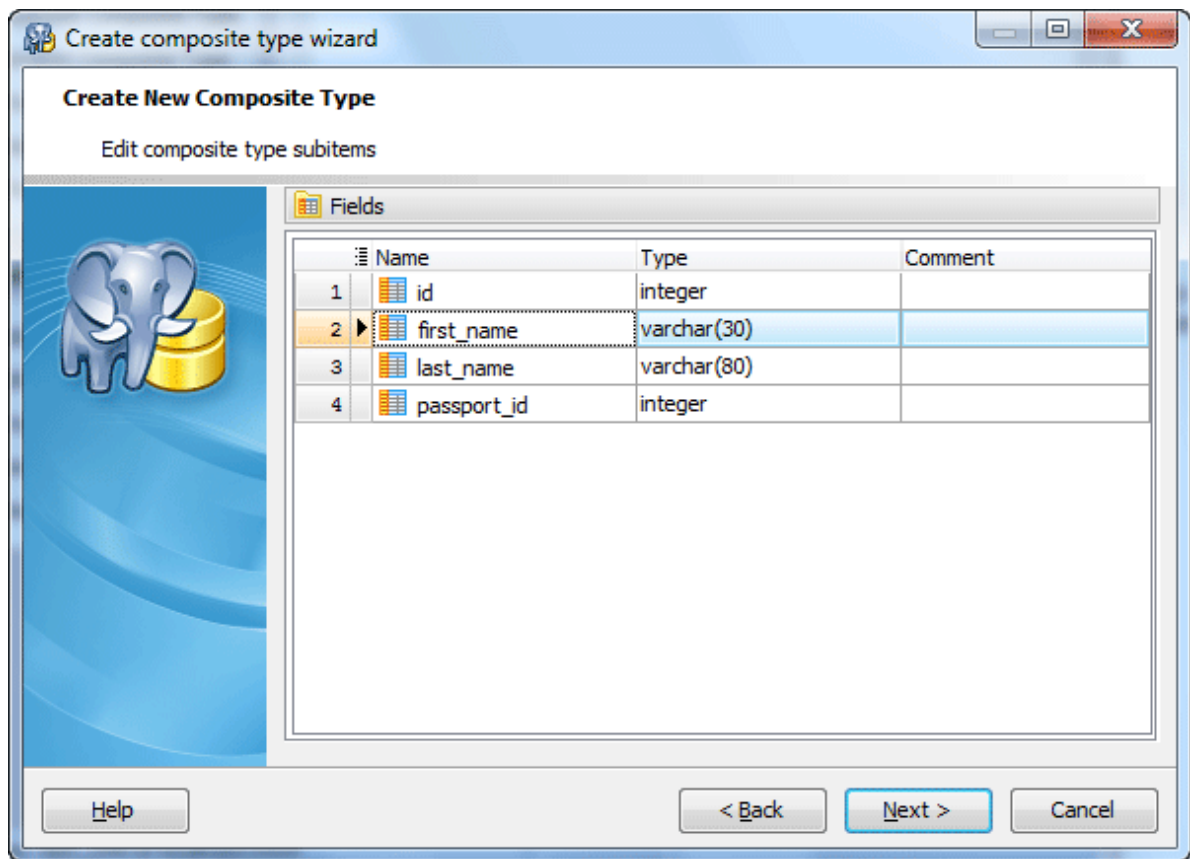 Create composite type wizard
Create New Composite Type
Edit composite type subitems
Fields
Name Type Comment
1 id integer
2 first_name varchar(30)
3 last_name varchar(80)
4 passport_id integer
Help < Back Next > Cancel